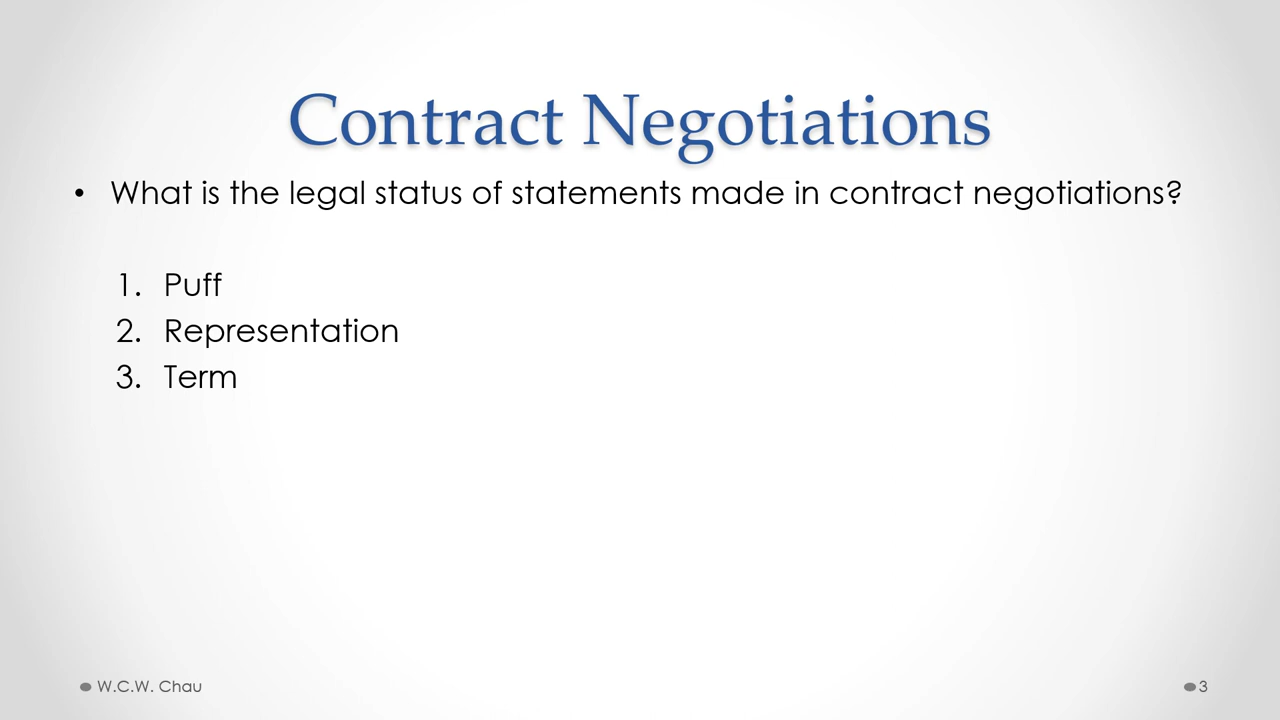 Contract Negotiations
• What is the legal status of statements made in contract negotiations?
1. Puff
2. Representation
3. Term
W.C.W. Chau
3